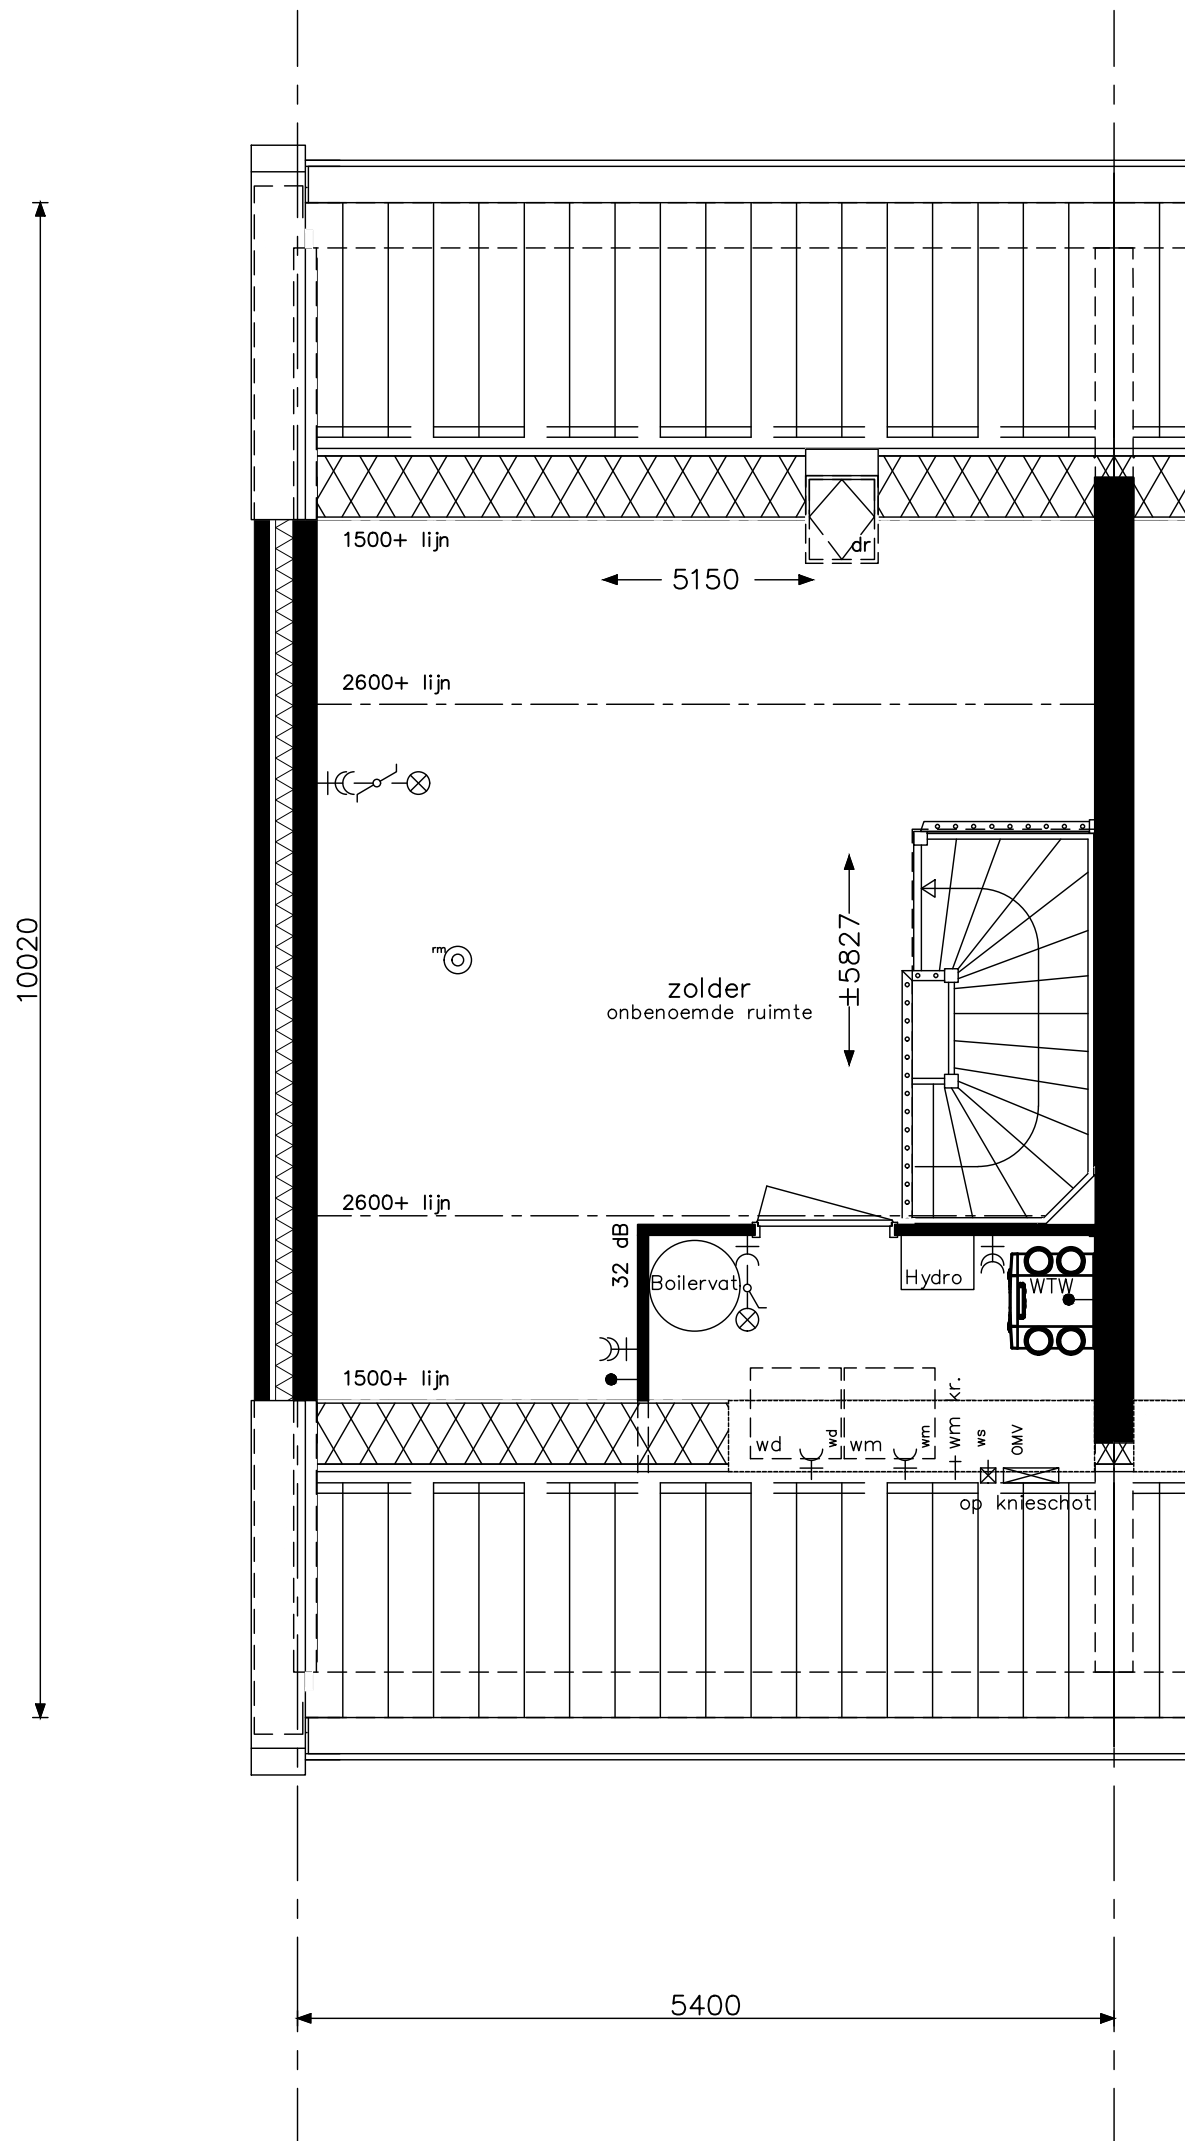 1500+ lijn
dr
5150
2600+ lijn
10020
rm
±5827
zolder
onbenoemde ruimte
2600+ lijn
32 dB
Boilervat
Hydro
WTW
1500+ lijn
wd
wd
wm
wm
wm kr.
ws
OMV
op knieschot
5400